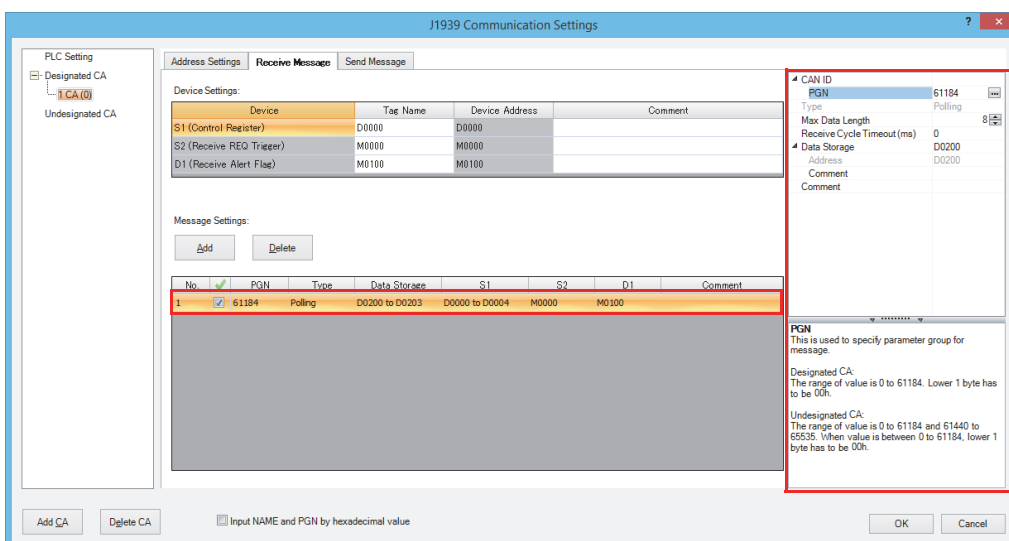 J1939 Communication Settings
? ×
PLC Setting
Designated CA
1 CA (0)
Undesignated CA
Address Settings Receive Message Send Message
Device Settings:
Device Tag Name Device Address Comment
S1 (Control Register) D0000 D0000
S2 (Receive REQ Trigger) M0000 M0000
D1 (Receive Alert Flag) M0100 M0100
Message Settings:
Add Delete
No. PGN Type Data Storage S1 S2 D1 Comment
1 61184 Polling D0200 to D0203 D0000 to D0004 M0000 M0100
CAN ID
PGN 61184 ...
Type Polling
Max Data Length 8
Receive Cycle Timeout (ms) 0
Data Storage D0200
Address D0200
Comment
Comment
PGN
This is used to specify parameter group for
message.
Designated CA:
The range of value is 0 to 61184. Lower 1 byte has
to be 00h.
Undesignated CA:
The range of value is 0 to 61184 and 61440 to
65535. When value is between 0 to 61184, lower 1
byte has to be 00h.
Add CA Delete CA Input NAME and PGN by hexadecimal value OK Cancel